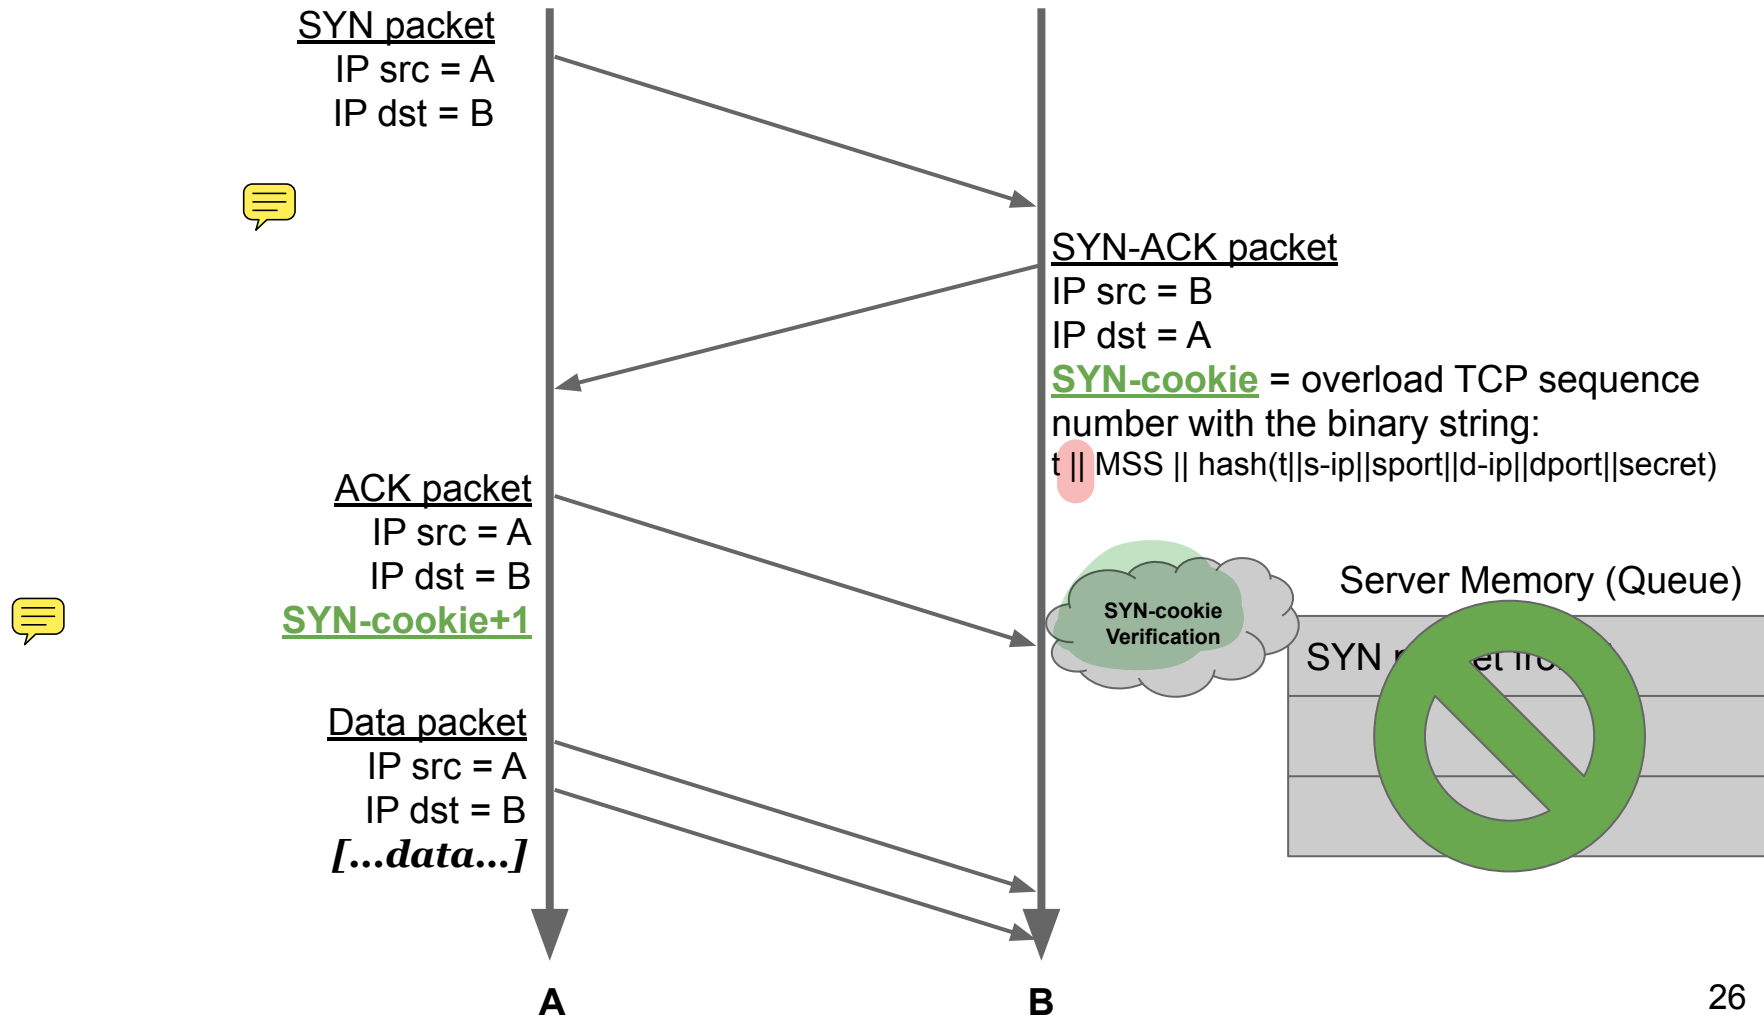 SYN packet
IP src = A
IP dst = B
SYN-ACK packet
IP src = B
IP dst = A
SYN-cookie = overload TCP sequence
number with the binary string:
t || MSS || hash(t||s-ip||sport||d-ip||dport||secret)
ACK packet
IP src = A
IP dst = B
SYN-cookie+1
SYN-cookie
Verification
Server Memory (Queue)
SYN
Data packet
IP src = A
IP dst = B
[...data...]
A
B
26